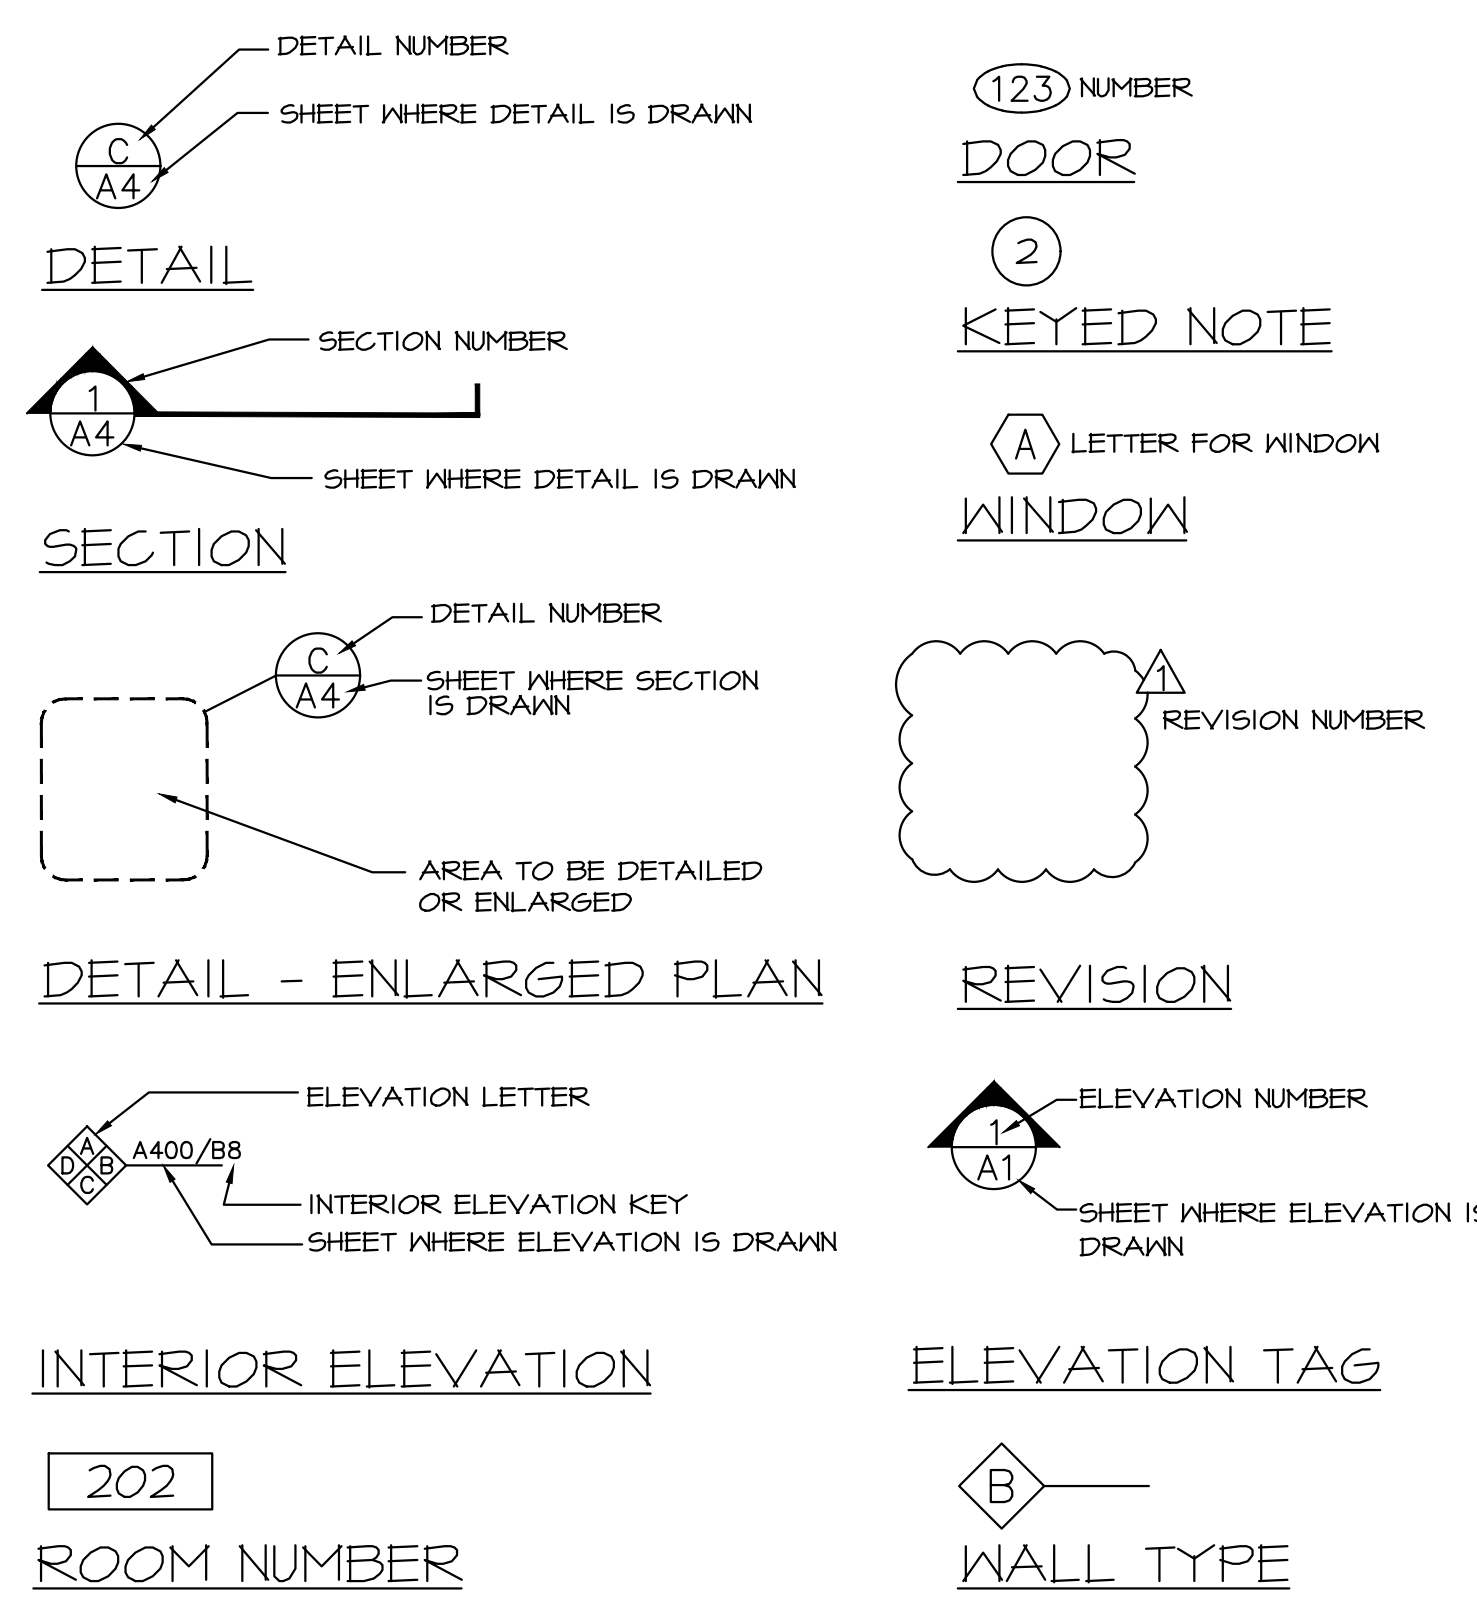 DETAIL NUMBER
SHEET WHERE DETAIL IS DRAWN
C
A4
DETAIL
SECTION NUMBER
1
A4
SHEET WHERE DETAIL IS DRAWN
SECTION
DETAIL NUMBER
C
A4
SHEET WHERE SECTION
IS DRAWN
AREA TO BE DETAILED
OR ENLARGED
DETAIL - ENLARGED PLAN
ELEVATION LETTER
A
D B
C
A400/B8
INTERIOR ELEVATION KEY
SHEET WHERE ELEVATION IS DRAWN
INTERIOR ELEVATION
202
ROOM NUMBER
123 NUMBER
DOOR
2
KEYED NOTE
A LETTER FOR WINDOW
WINDOW
1
REVISION NUMBER
REVISION
ELEVATION NUMBER
1
A1
SHEET WHERE ELEVATION IS
DRAWN
ELEVATION TAG
B
WALL TYPE